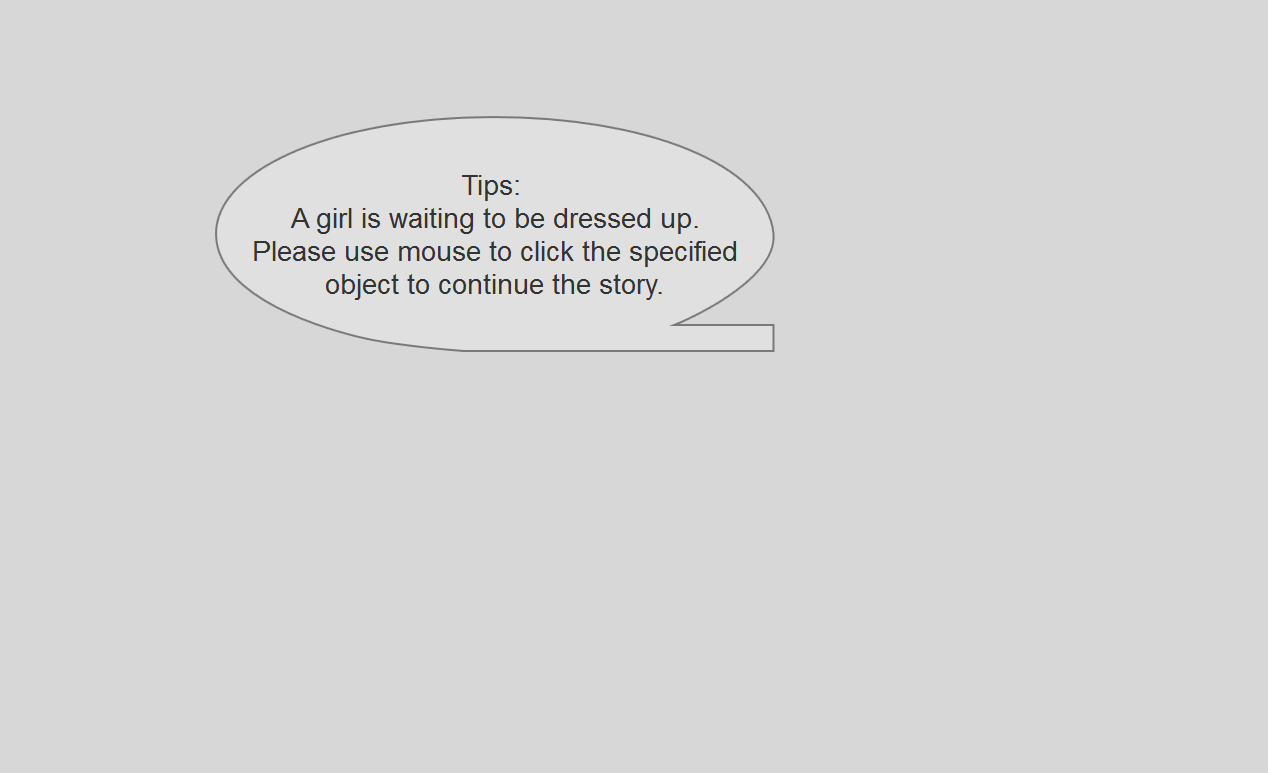 Tips:
A girl is waiting to be dressed up.
Please use mouse to click the specified
object to continue the story.